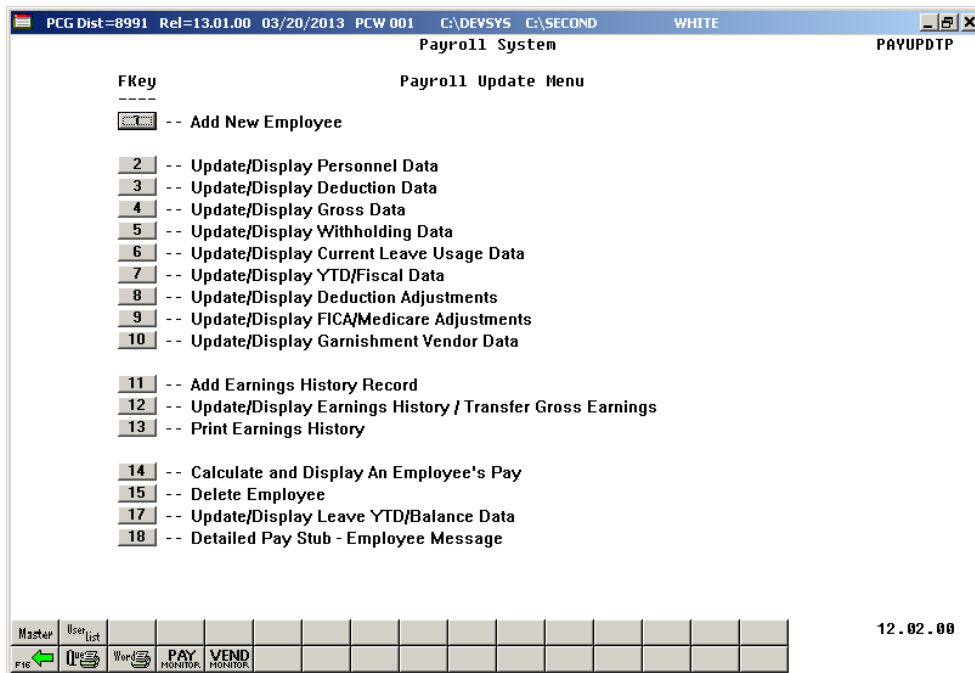 PCG Dist=8991 Rel=13.01.00 03/20/2013 PCW 001 C:\DEVSYS C:\SECOND WHITE
Payroll System PAYUPDTP
FKey Payroll Update Menu
----
1 -- Add New Employee
2 -- Update/Display Personnel Data
3 -- Update/Display Deduction Data
4 -- Update/Display Gross Data
5 -- Update/Display Withholding Data
6 -- Update/Display Current Leave Usage Data
7 -- Update/Display YTD/Fiscal Data
8 -- Update/Display Deduction Adjustments
9 -- Update/Display FICA/Medicare Adjustments
10 -- Update/Display Garnishment Vendor Data
11 -- Add Earnings History Record
12 -- Update/Display Earnings History / Transfer Gross Earnings
13 -- Print Earnings History
14 -- Calculate and Display An Employee's Pay
15 -- Delete Employee
17 -- Update/Display Leave YTD/Balance Data
18 -- Detailed Pay Stub - Employee Message
Master User List 12.02.00
F16 Que Word PAY MONITOR VEND MONITOR